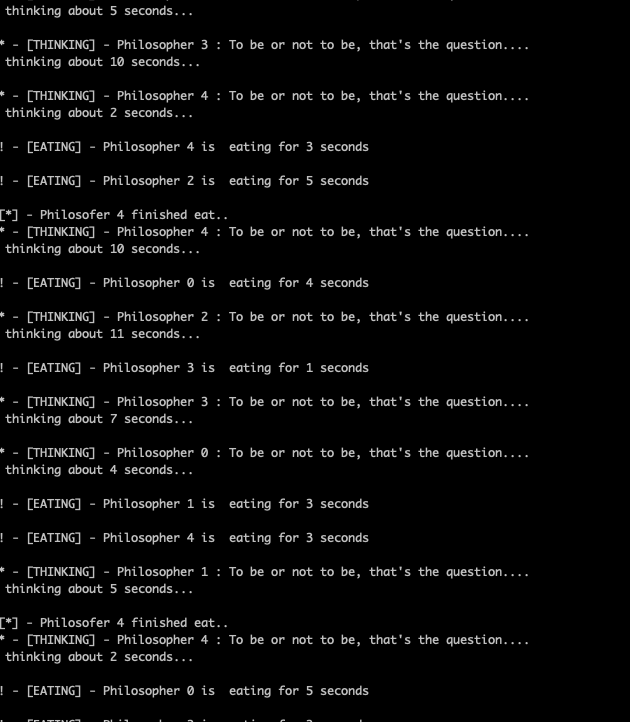 thinking about 5 seconds...
* - [THINKING] - Philosopher 3 : To be or not to be, that's the question....
thinking about 10 seconds...
* - [THINKING] - Philosopher 4 : To be or not to be, that's the question....
thinking about 2 seconds...
! - [EATING] - Philosopher 4 is  eating for 3 seconds
! - [EATING] - Philosopher 2 is  eating for 5 seconds
[*] - Philosofer 4 finished eat..
* - [THINKING] - Philosopher 4 : To be or not to be, that's the question....
thinking about 10 seconds...
! - [EATING] - Philosopher 0 is  eating for 4 seconds
* - [THINKING] - Philosopher 2 : To be or not to be, that's the question....
thinking about 11 seconds...
! - [EATING] - Philosopher 3 is  eating for 1 seconds
* - [THINKING] - Philosopher 3 : To be or not to be, that's the question....
thinking about 7 seconds...
* - [THINKING] - Philosopher 0 : To be or not to be, that's the question....
thinking about 4 seconds...
! - [EATING] - Philosopher 1 is  eating for 3 seconds
! - [EATING] - Philosopher 4 is  eating for 3 seconds
* - [THINKING] - Philosopher 1 : To be or not to be, that's the question....
thinking about 5 seconds...
[*] - Philosofer 4 finished eat..
* - [THINKING] - Philosopher 4 : To be or not to be, that's the question....
thinking about 2 seconds...
! - [EATING] - Philosopher 0 is  eating for 5 seconds